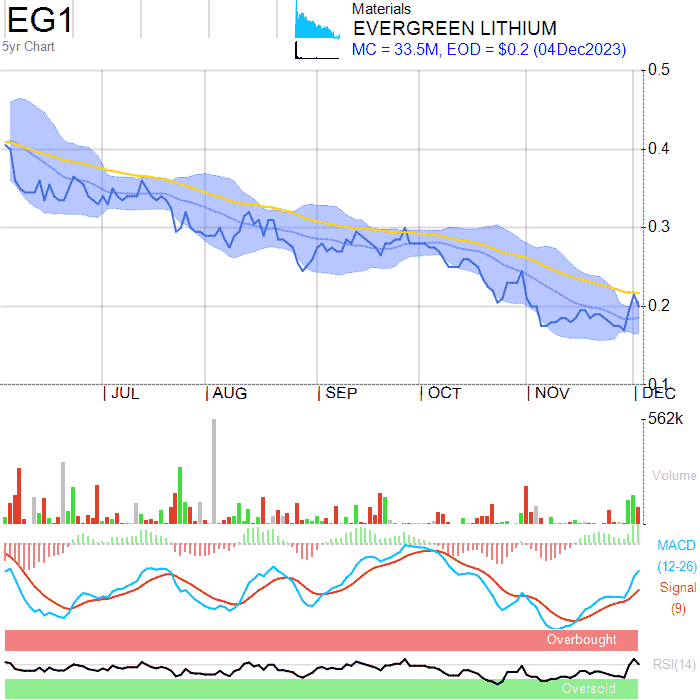 EG1
5yr Chart
Materials
EVERGREEN LITHIUM
MC = 33.5M, EOD = $0.2 (04Dec2023)
0.5
0.4
0.3
0.2
0.1
JUL AUG SEP OCT NOV DEC
562k
Volume
MACD
(12-26)
Signal
(9)
Overbought
RSI(14)
Oversold